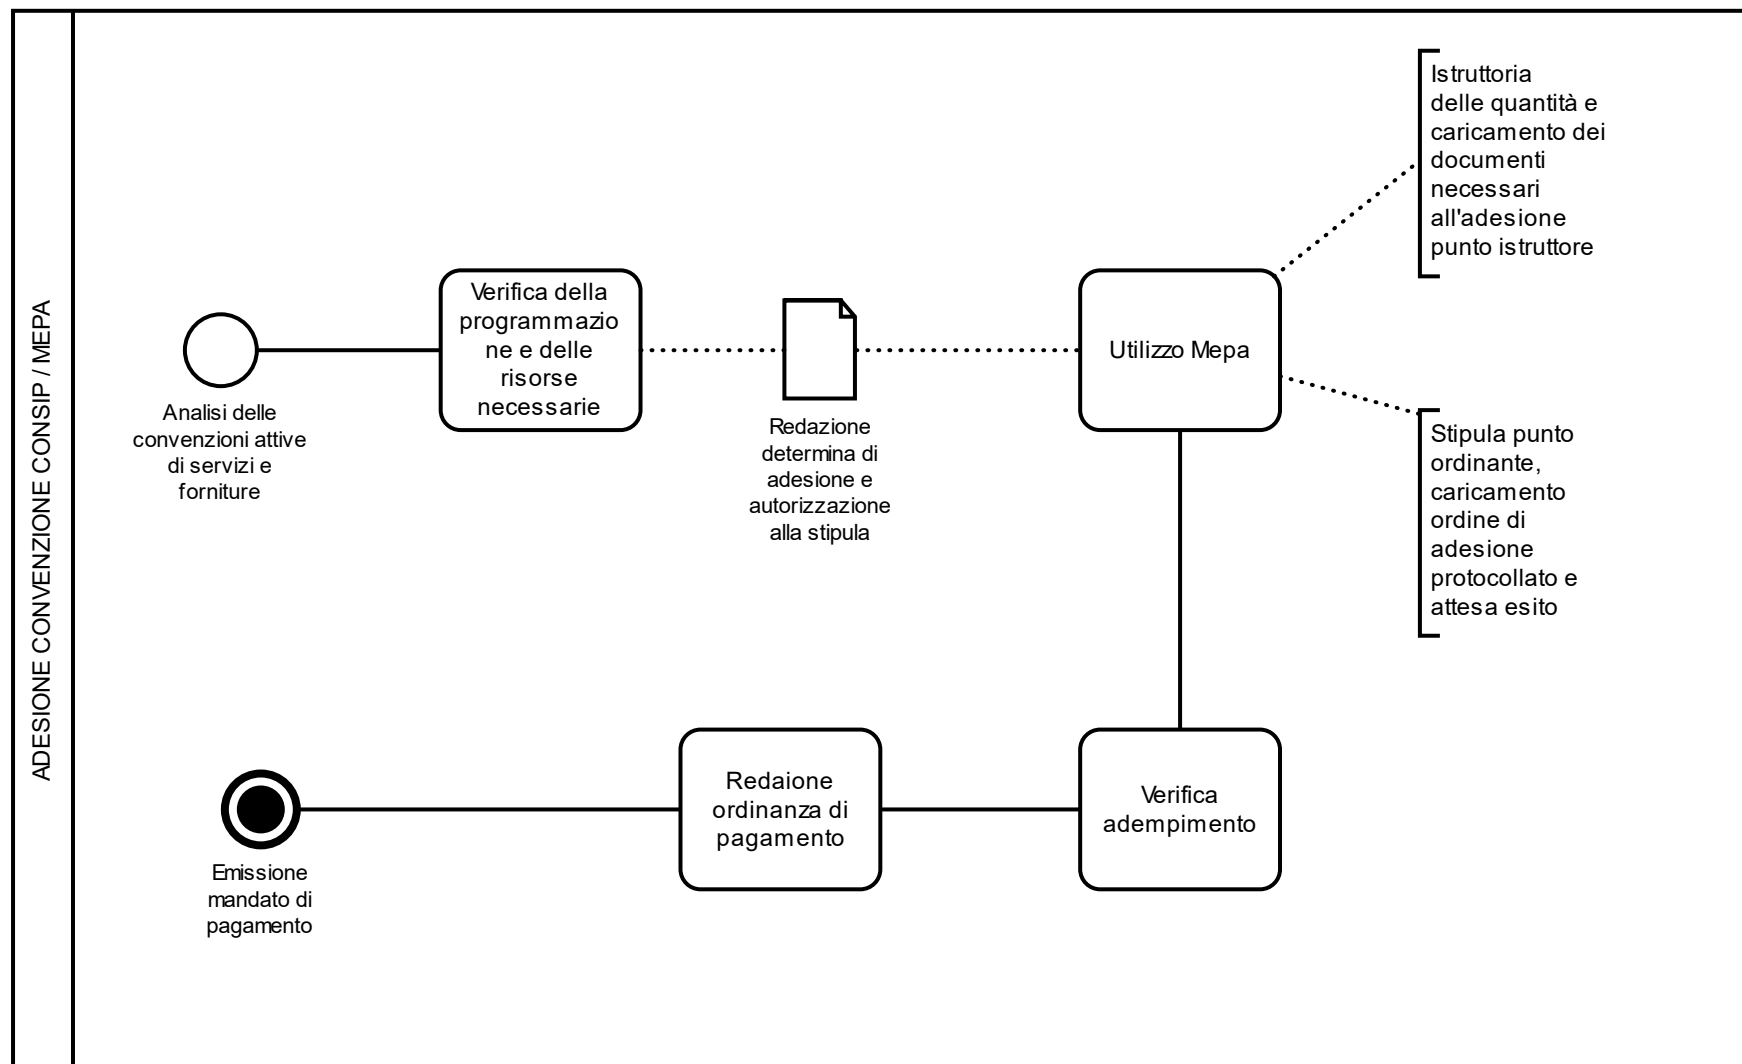 ADESIONE CONVENZIONE CONSIP / MEPA
Istruttoria
delle quantità e
caricamento dei
documenti
necessari
all'adesione
punto istruttore
Verifica della
programmazio
ne e delle
risorse
necessarie
Utilizzo Mepa
Analisi delle
convenzioni attive
di servizi e
forniture
Redazione
determina di
adesione e
autorizzazione
alla stipula
Stipula punto
ordinante,
caricamento
ordine di
adesione
protocollato e
attesa esito
Redaione
ordinanza di
pagamento
Verifica
adempimento
Emissione
mandato di
pagamento